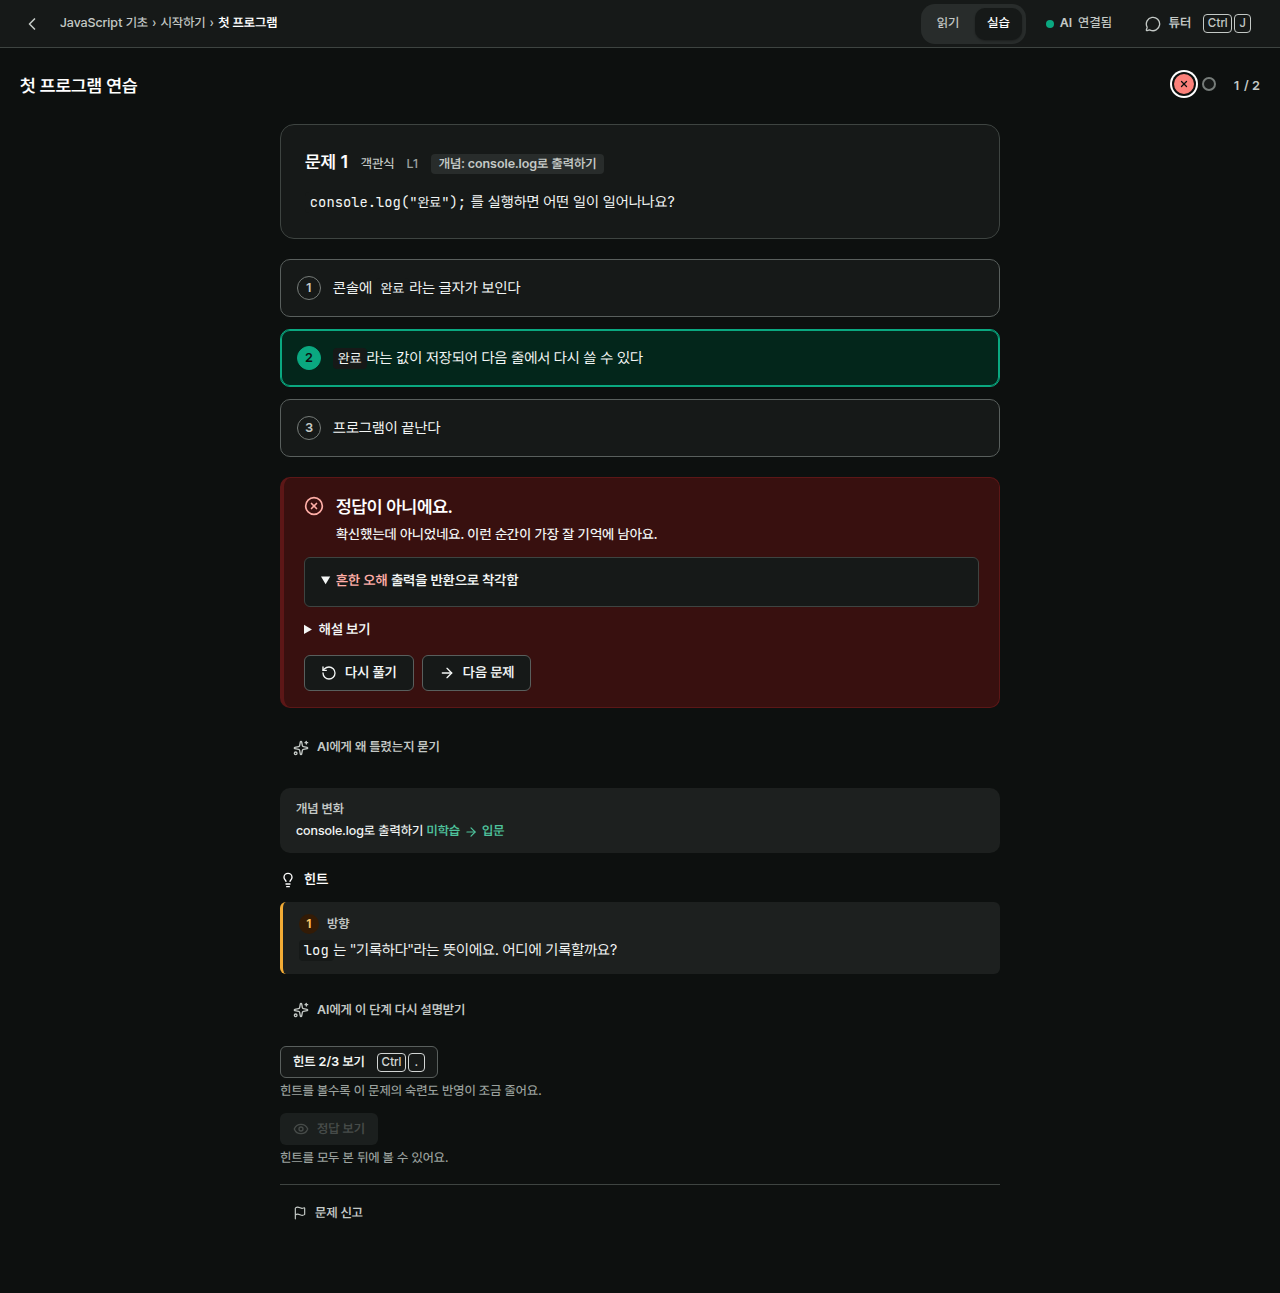 JavaScript 기초 › 시작하기 › 첫 프로그램
읽기 실습 AI 연결됨 튜터 Ctrl J
첫 프로그램 연습
1 / 2
문제 1 객관식 L1 개념: console.log로 출력하기
console.log("완료"); 를 실행하면 어떤 일이 일어나나요?
1 콘솔에 완료 라는 글자가 보인다
2 완료 라는 값이 저장되어 다음 줄에서 다시 쓸 수 있다
3 프로그램이 끝난다
정답이 아니에요.
확신했는데 아니었네요. 이런 순간이 가장 잘 기억에 남아요.
▼ 흔한 오해 출력을 반환으로 착각함
▶ 해설 보기
다시 풀기 다음 문제
AI에게 왜 틀렸는지 묻기
개념 변화
console.log로 출력하기 미학습 → 입문
힌트
1 방향
log 는 "기록하다"라는 뜻이에요. 어디에 기록할까요?
AI에게 이 단계 다시 설명받기
힌트 2/3 보기 Ctrl .
힌트를 볼수록 이 문제의 숙련도 반영이 조금 줄어요.
정답 보기
힌트를 모두 본 뒤에 볼 수 있어요.
문제 신고